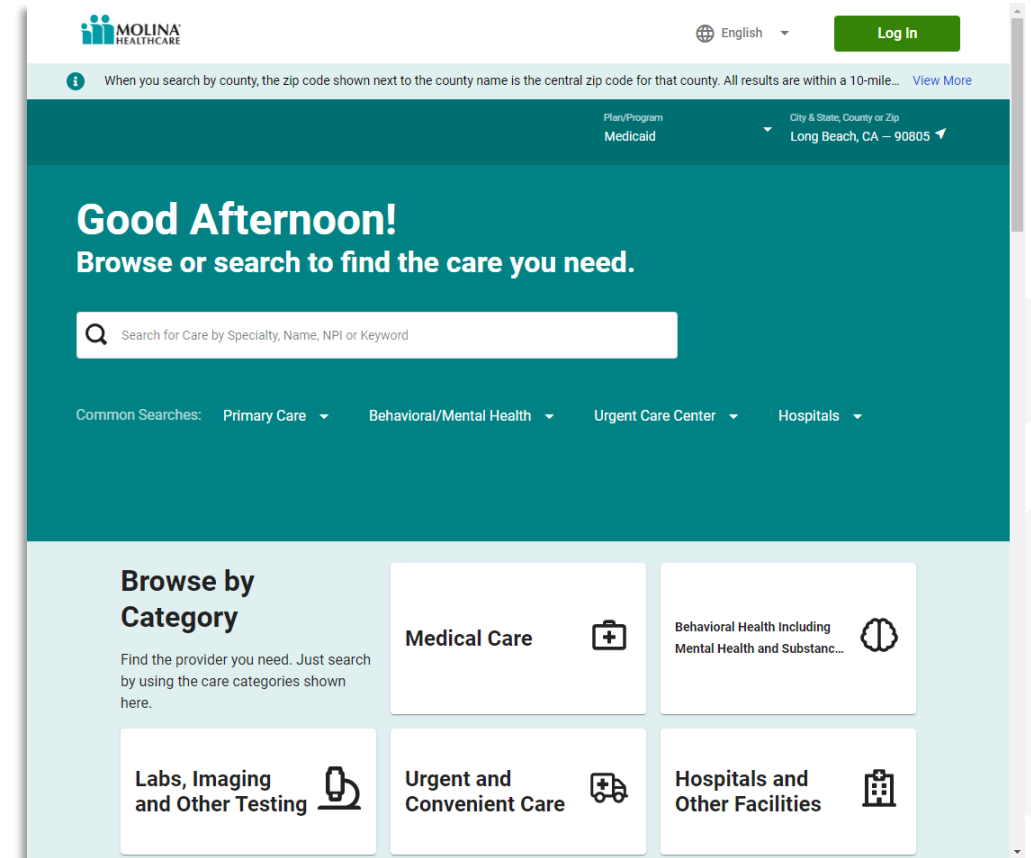 MOLINA
HEALTHCARE
English
Log In
When you search by county, the zip code shown next to the county name is the central zip code for that county. All results are within a 10-mile... View More
Plan/Program
Medicaid
City & State, County or Zip
Long Beach, CA — 90805
Good Afternoon!
Browse or search to find the care you need.
Search for Care by Specialty, Name, NPI or Keyword
Common Searches: Primary Care Behavioral/Mental Health Urgent Care Center Hospitals
Browse by
Category
Find the provider you need. Just search
by using the care categories shown
here.
Medical Care
Behavioral Health Including
Mental Health and Substanc...
Labs, Imaging
and Other Testing
Urgent and
Convenient Care
Hospitals and
Other Facilities